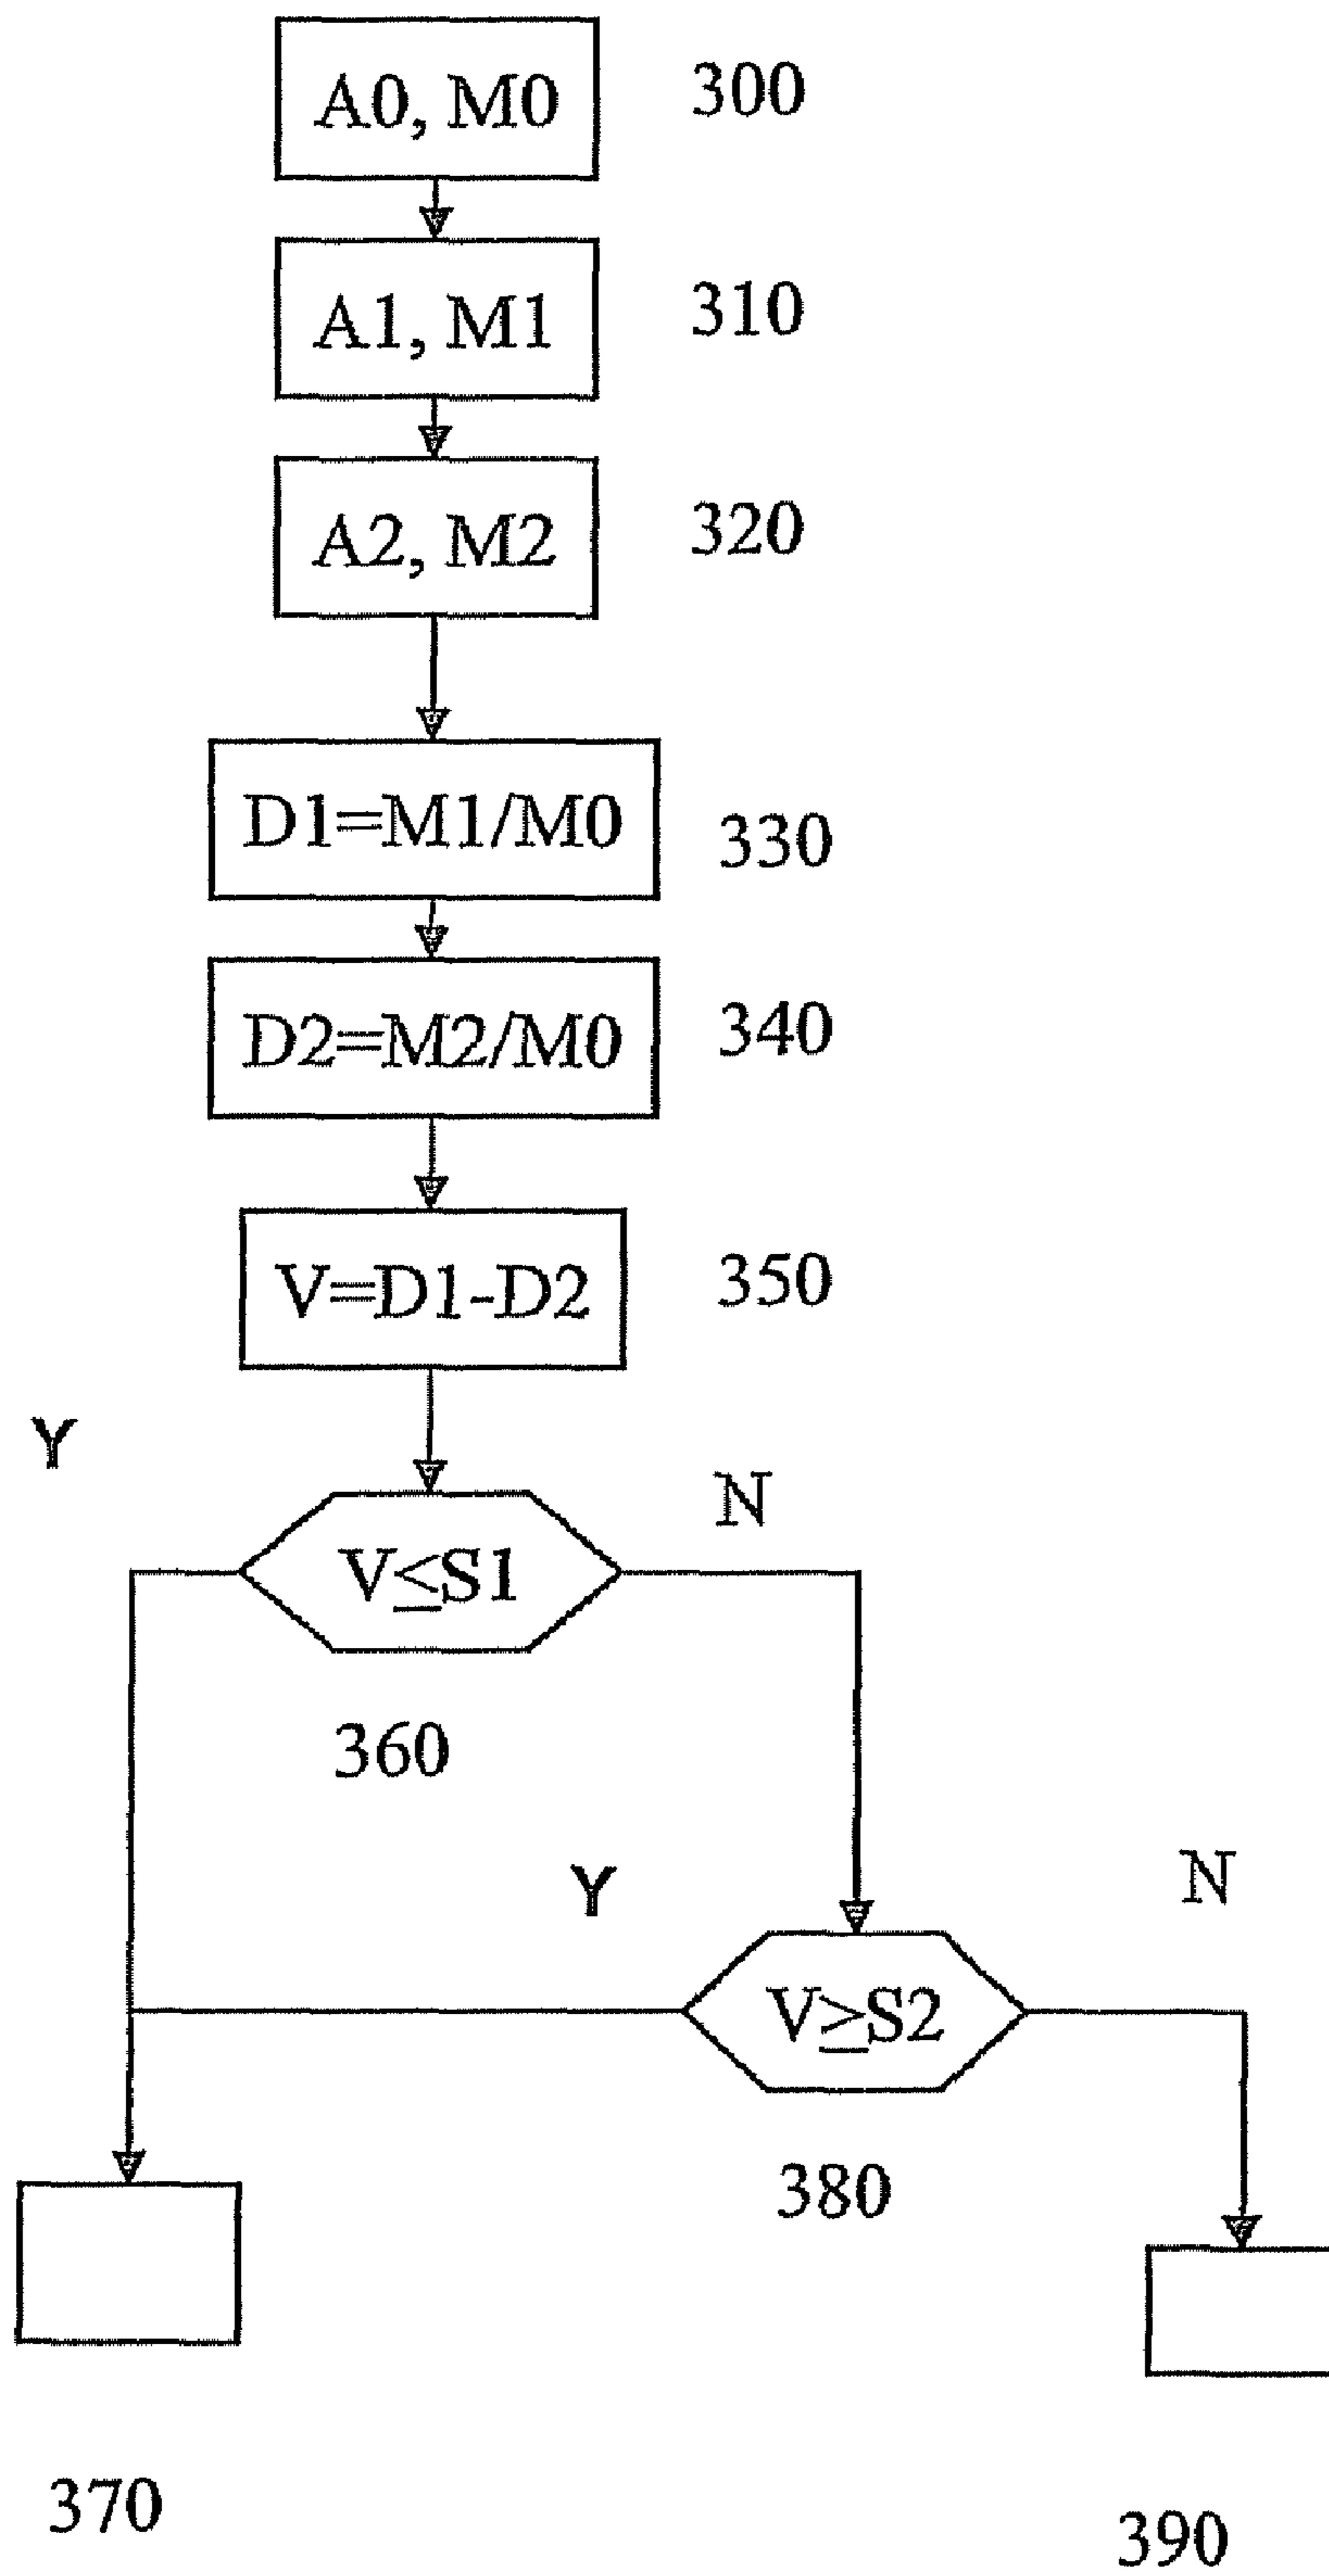 A0, M0 300
A1, M1 310
A2, M2 320
D1=M1/M0 330
D2=M2/M0 340
V=D1-D2 350
Y
N
V≤S1
360
Y
N
V≥S2
380
370
390